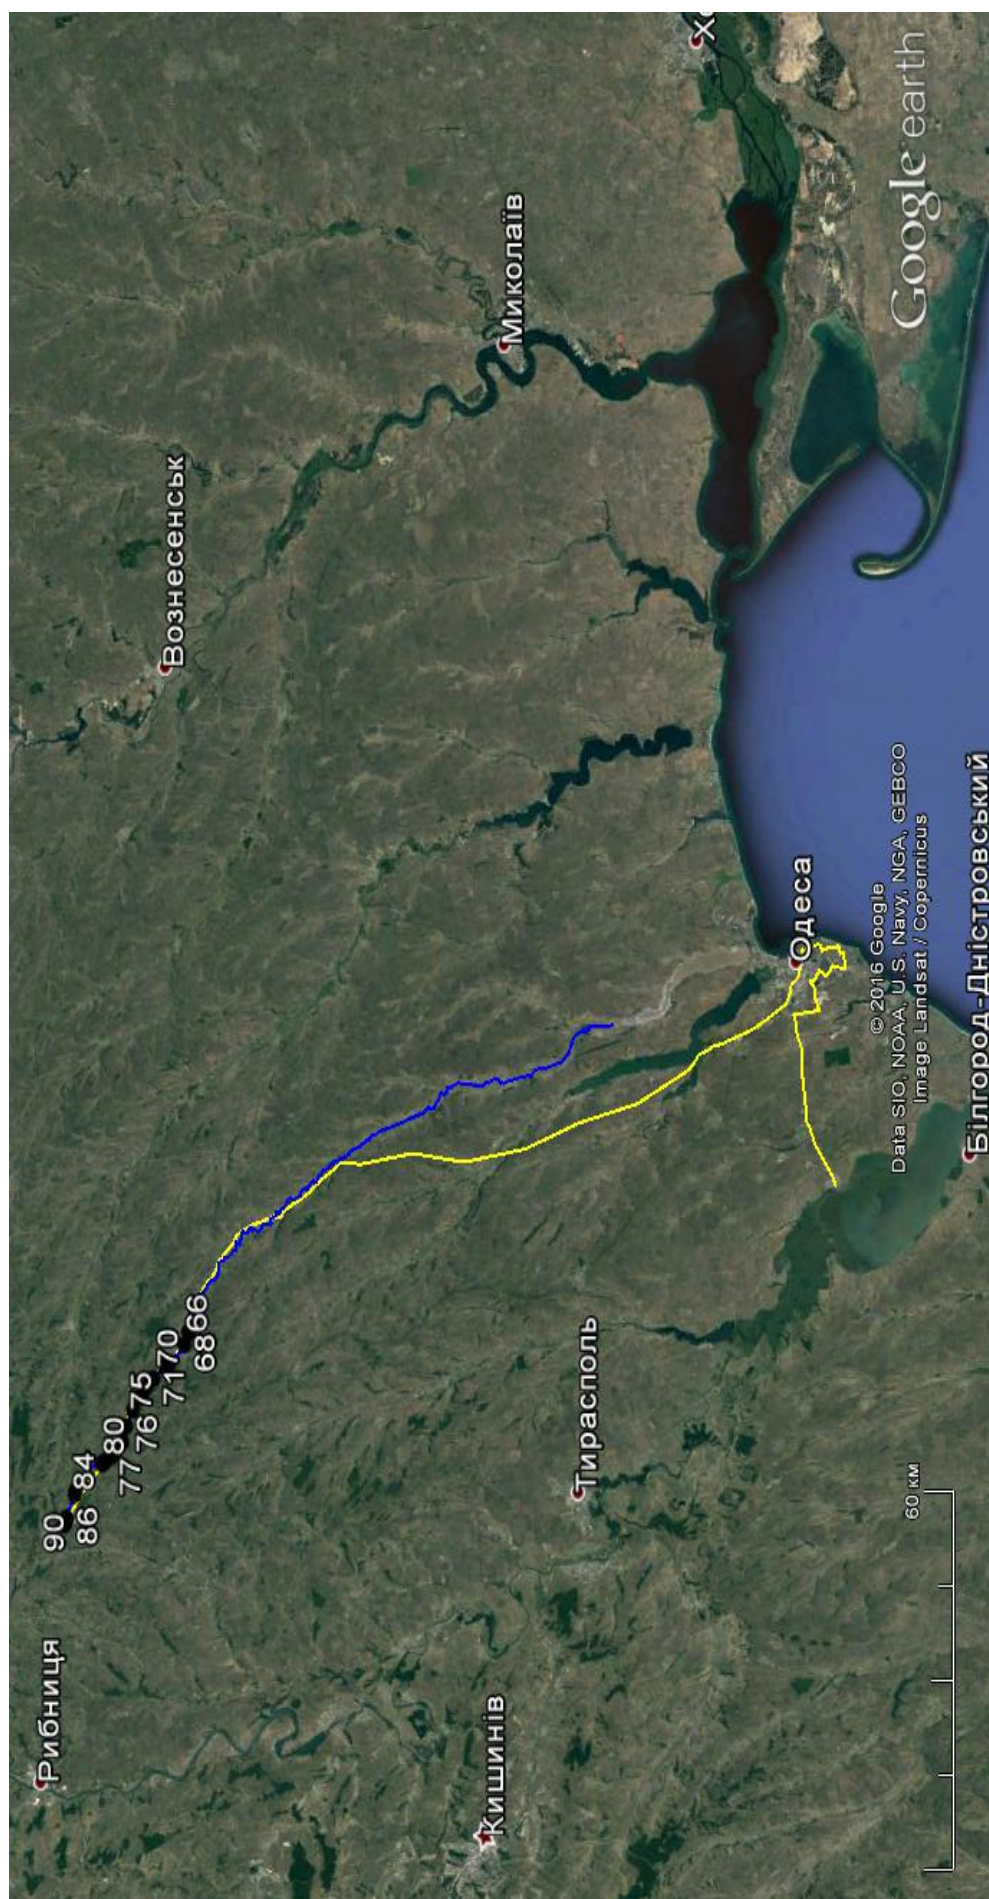 Рибниця
Вознесенськ
90
86
84
80
77
76
75
71
70
68
66
Кишинів
Тирасполь
Миколаїв
Одеса
Білгород-Дністровський
60 км
© 2016 Google
Data SIO, NOAA, U.S. Navy, NGA, GEBCO
Image Landsat / Copernicus
Google earth